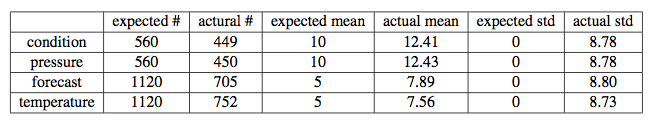 expected # actural # expected mean actual mean expected std actual std
condition 560 449 10 12.41 0 8.78
pressure 560 450 10 12.43 0 8.78
forecast 1120 705 5 7.89 0 8.80
temperature 1120 752 5 7.56 0 8.73